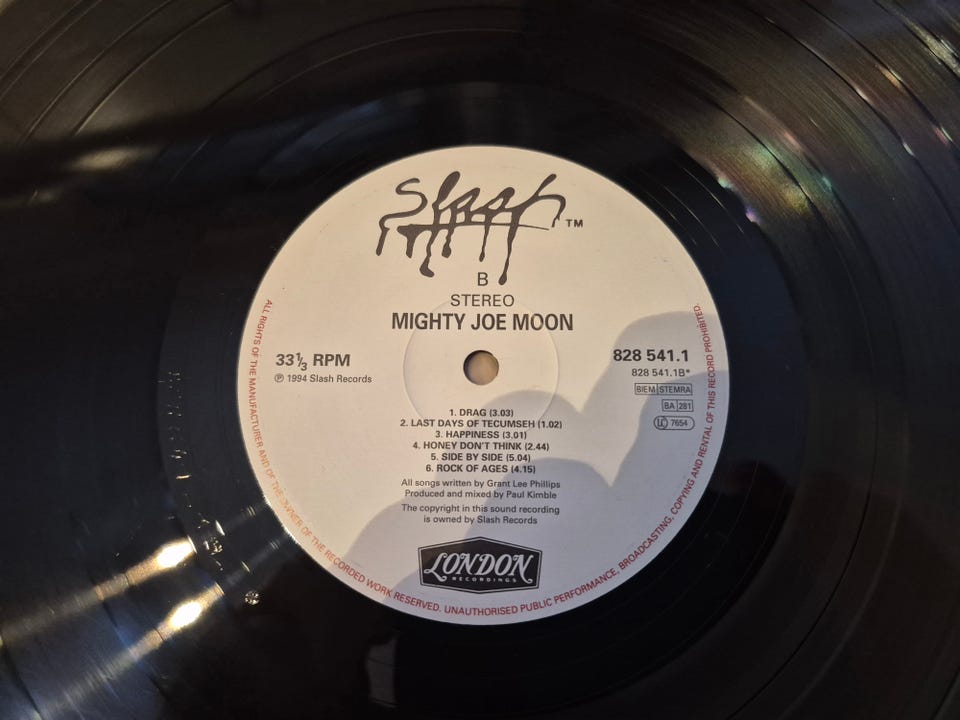 Slash ™
B
STEREO
MIGHTY JOE MOON
33⅓ RPM
℗ 1994 Slash Records
828 541.1
828 541.1B*
BIEM STEMRA
BA 281
LC 7654
1. DRAG (3.03)
2. LAST DAYS OF TECUMSEH (1.02)
3. HAPPINESS (3.01)
4. HONEY DON'T THINK (2.44)
5. SIDE BY SIDE (5.04)
6. ROCK OF AGES (4.15)
All songs written by Grant Lee Phillips
Produced and mixed by Paul Kimble
The copyright in this sound recording
is owned by Slash Records
LONDON
RECORDINGS
ALL RIGHTS OF THE MANUFACTURER AND OF THE OWNER OF THE RECORDED WORK RESERVED. UNAUTHORISED PUBLIC PERFORMANCE, BROADCASTING, COPYING AND RENTAL OF THIS RECORD PROHIBITED.